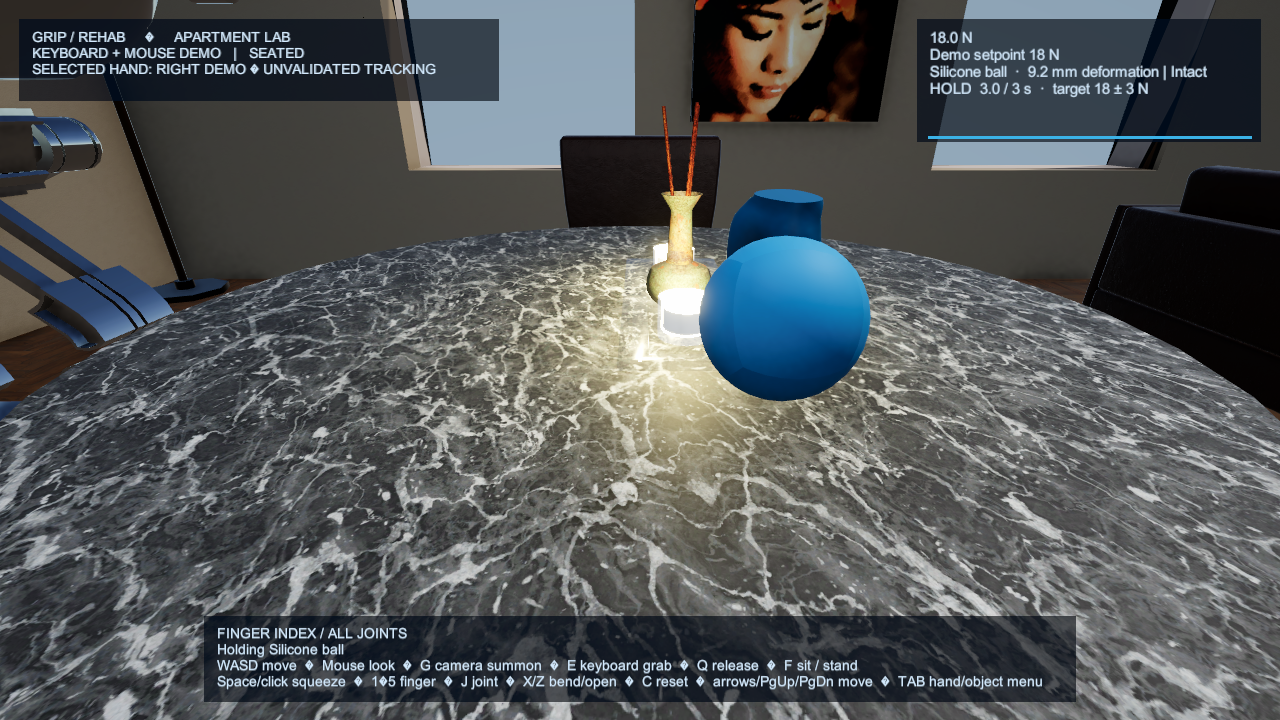 GRIP / REHAB � APARTMENT LAB
KEYBOARD + MOUSE DEMO | SEATED
SELECTED HAND: RIGHT DEMO � UNVALIDATED TRACKING
18.0 N
Demo setpoint 18 N
Silicone ball · 9.2 mm deformation | Intact
HOLD 3.0 / 3 s · target 18 ± 3 N
FINGER INDEX / ALL JOINTS
Holding Silicone ball
WASD move � Mouse look � G camera summon � E keyboard grab � Q release � F sit / stand
Space/click squeeze � 1�5 finger � J joint � X/Z bend/open � C reset � arrows/PgUp/PgDn move � TAB hand/object menu